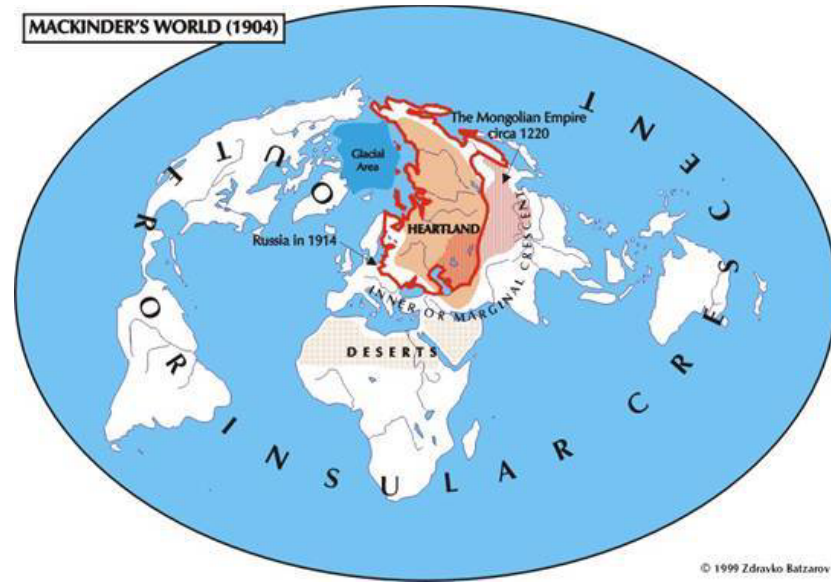 MACKINDER'S WORLD (1904)
The Mongolian Empire
circa 1220
Glacial
Area
HEARTLAND
Russia in 1914
INNER OR MARGINAL CRESCENT
DESERTS
OUTER OR INSULAR CRESCENT
© 1999 Zdravko Batzarov